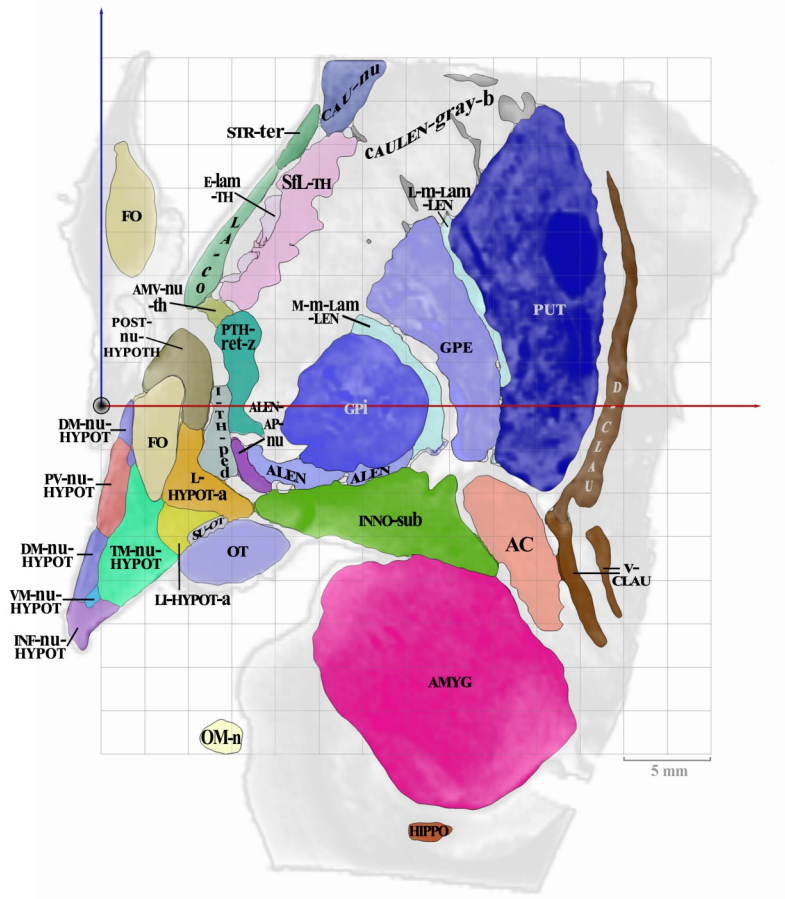 CAU-nu
CAULEN-gray-b
STR-ter
SfL-TH
E-lam
-TH
L-m-Lam
-LEN
FO
LA-CO
AMV-nu
-th
M-m-Lam
-LEN
PUT
POST-
nu-
HYPOTH
PTH-
ret-z
GPE
I-TH-ped
ALEN-
AP-
nu
GPi
D-CLAU
DM-nu-
HYPOT
FO
PV-nu-
HYPOT
L-
HYPOT-a
ALEN
ALEN
INNO-sub
SU-OT
AC
DM-nu-
HYPOT
TM-nu-
HYPOT
OT
V-
CLAU
VM-nu-
HYPOT
LI-HYPOT-a
INF-nu-
HYPOT
AMYG
OM-n
5 mm
HIPPO